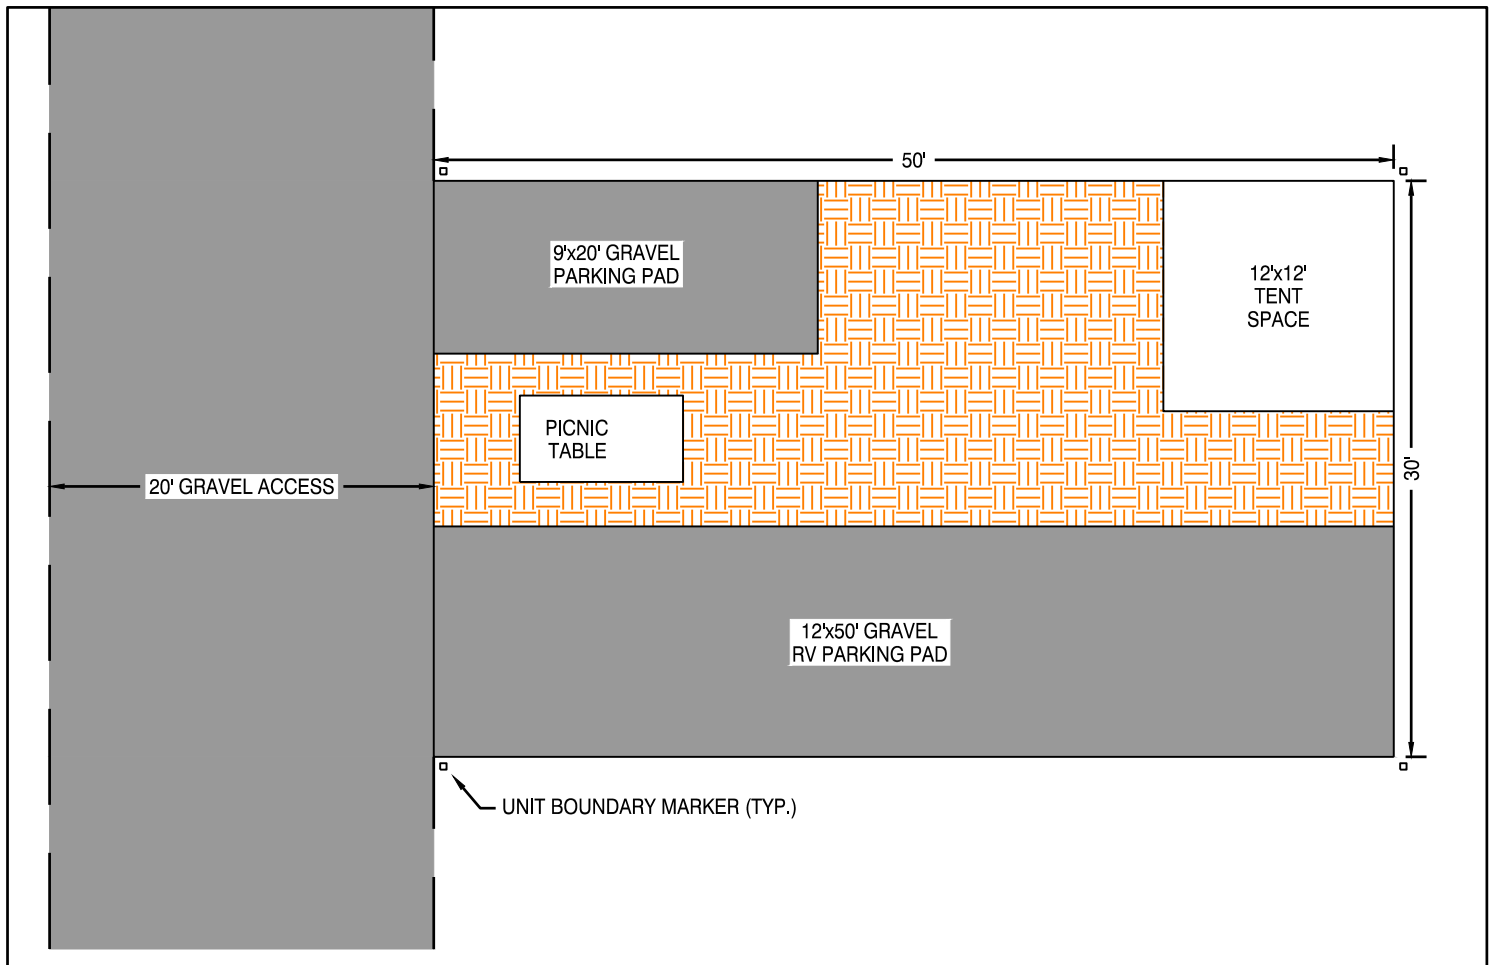 50'
9'x20' GRAVEL
PARKING PAD
12'x12'
TENT
SPACE
PICNIC
TABLE
20' GRAVEL ACCESS
30'
12'x50' GRAVEL
RV PARKING PAD
UNIT BOUNDARY MARKER (TYP.)